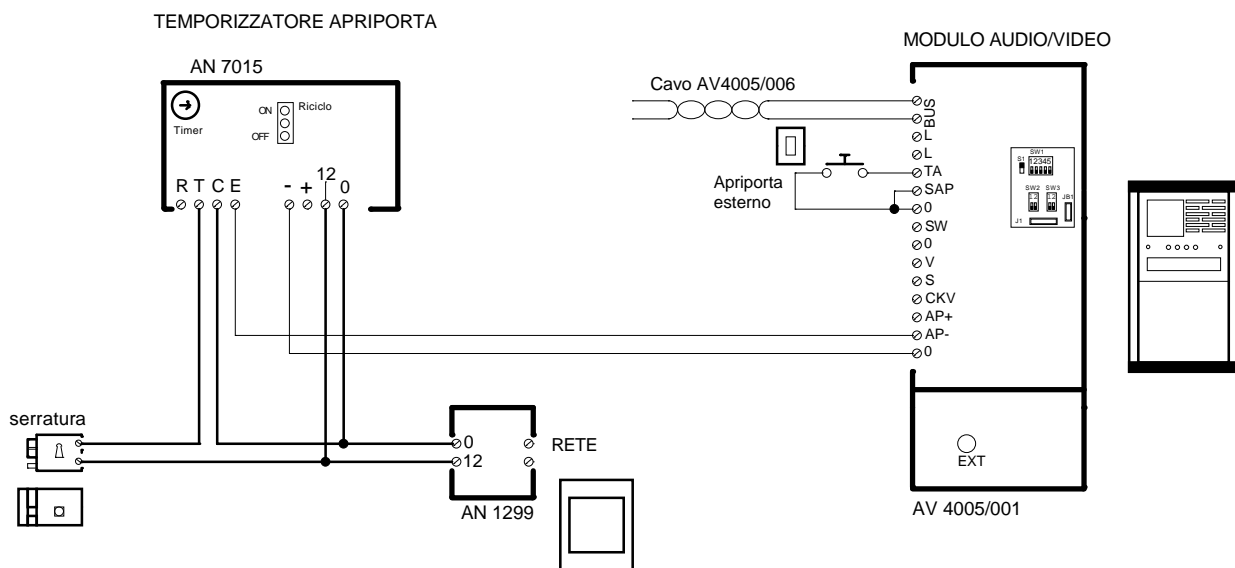 TEMPORIZZATORE APRIPORTA
AN 7015
Timer
ON
Riciclo
OFF
R T C E - + 12 0
MODULO AUDIO/VIDEO
Cavo AV4005/006
Apriporta
esterno
BUS
L
L
TA
SAP
0
SW
0
V
S
CKV
AP+
AP-
0
SW1
S1
12345
SW2 SW3
12 12
JB1
J1
EXT
AV 4005/001
serratura
0
12
RETE
AN 1299